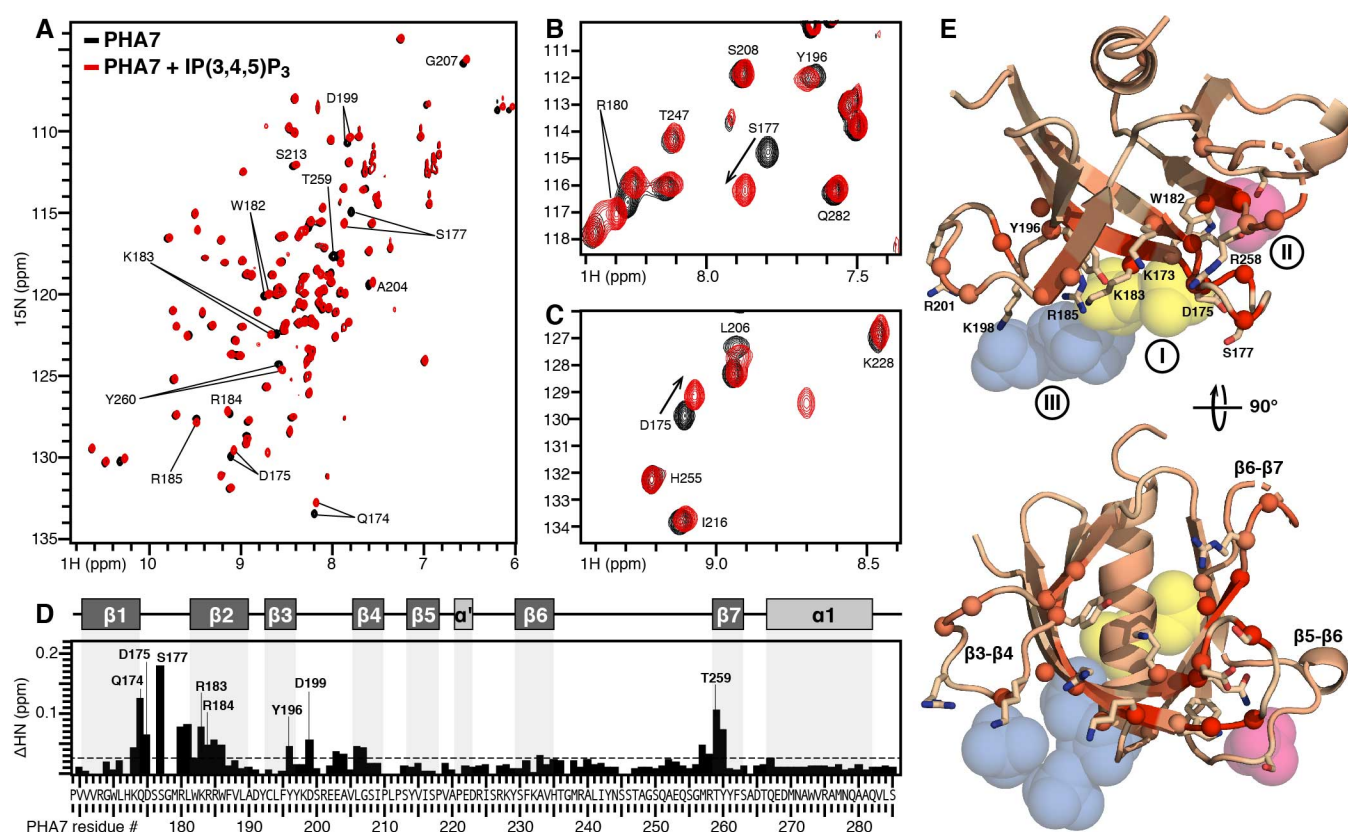 A
PHA7
PHA7 + IP(3,4,5)P3
G207
D199
S213
T259
W182
K183
S177
A204
Y260
R184
R185
D175
Q174
110
115
120
125
130
135
15N (ppm)
1H (ppm)
10
9
8
7
6
B
S208
Y196
R180
T247
S177
Q282
111
112
113
114
115
116
117
118
1H (ppm)
8.0
7.5
C
L206
K228
D175
H255
I216
127
128
129
130
131
132
133
134
1H (ppm)
9.0
8.5
D
β1
β2
β3
β4
β5
α'
β6
β7
α1
0.2
0.1
ΔHN (ppm)
D175
S177
Q174
R183
R184
Y196
D199
T259
PVVVRGWLHKQDSSGMRLWKRRWFVLADYCLFYYKDSREEAVLGSIPLPSYVISPVAPEDRISRKYSFKAVHTGMRALIYNSSTAGSQAEQSGMRTYYFSADTQEDMNAWVRAMNQAAQVLS
PHA7 residue #
180
190
200
210
220
230
240
250
260
270
280
E
W182
Y196
II
R258
K173
R201
K183
K198
R185
D175
S177
I
III
90°
β6-β7
β3-β4
β5-β6